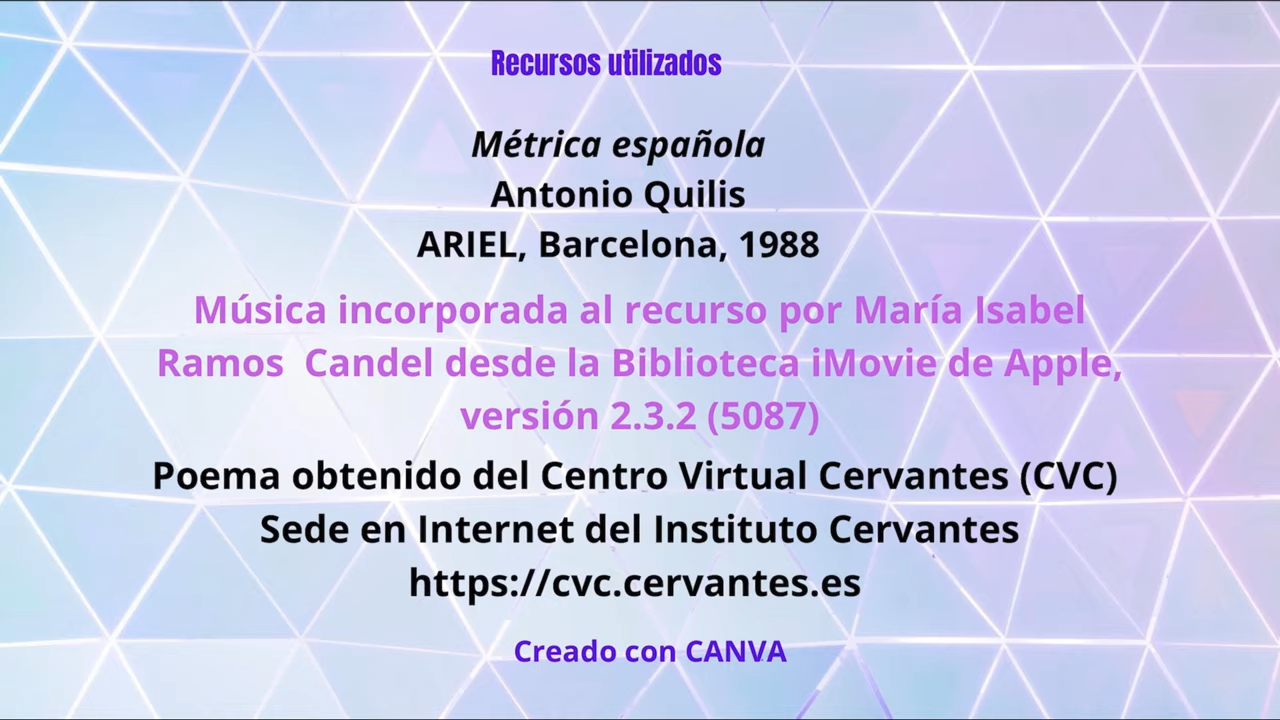 Recursos utilizados
Métrica española
Antonio Quilis
ARIEL, Barcelona, 1988
Música incorporada al recurso por María Isabel
Ramos  Candel desde la Biblioteca iMovie de Apple,
versión 2.3.2 (5087)
Poema obtenido del Centro Virtual Cervantes (CVC)
Sede en Internet del Instituto Cervantes
https://cvc.cervantes.es
Creado con CANVA